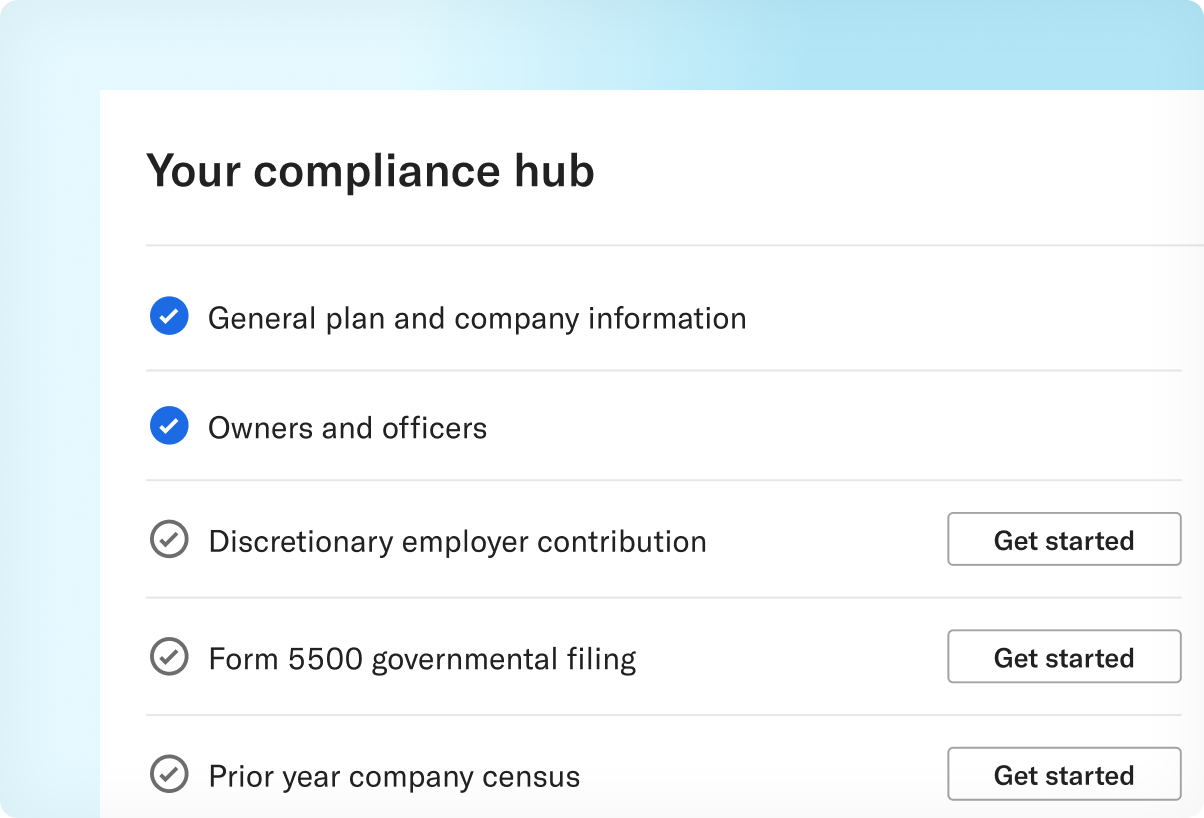 Your compliance hub
General plan and company information
Owners and officers
Discretionary employer contribution
Get started
Form 5500 governmental filing
Get started
Prior year company census
Get started